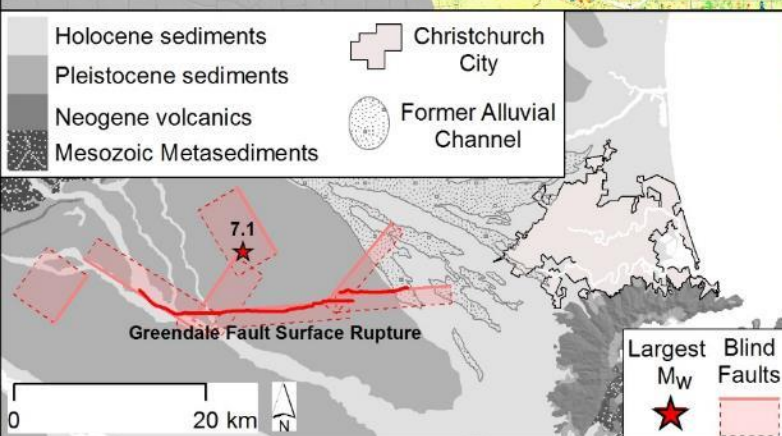 Holocene sediments
Pleistocene sediments
Neogene volcanics
Mesozoic Metasediments
Christchurch
City
Former Alluvial
Channel
7.1
Greendale Fault Surface Rupture
0
20 km
N
Largest
Mw
Blind
Faults